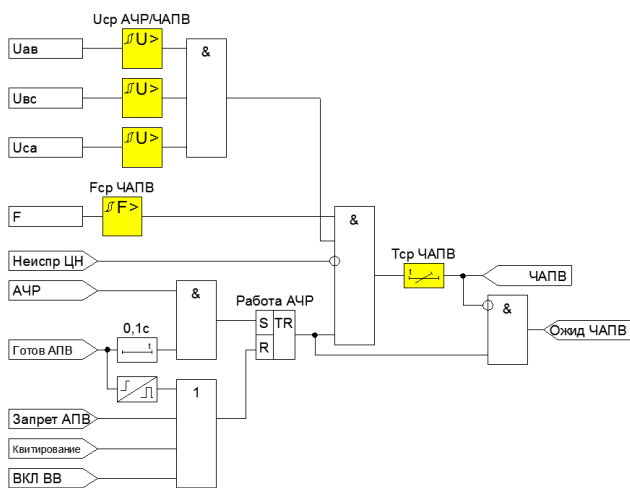 Uср АЧР/ЧАПВ
Uав
U>
&
Uвс
U>
Uса
U>
Fср ЧАПВ
F
F>
&
Неиспр ЦН
Тср ЧАПВ
t
ЧАПВ
АЧР
&
Работа АЧР
S TR
R
&
Ожид ЧАПВ
0,1с
Готов АПВ
t
1
Запрет АПВ
Квитирование
ВКЛ ВВ